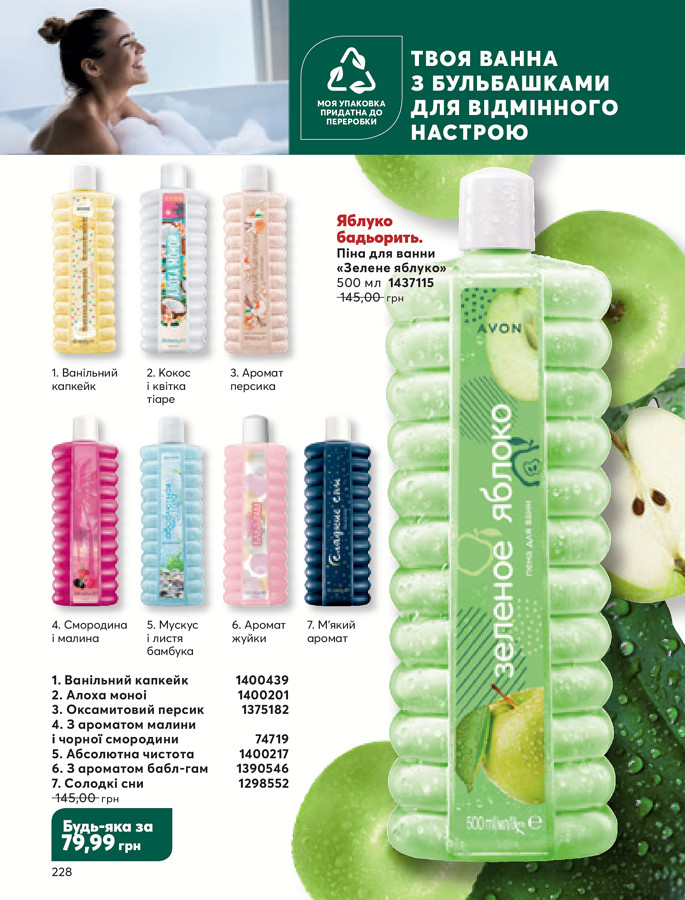 МОЯ УПАКОВКА
ПРИДАТНА ДО
ПЕРЕРОБКИ
ТВОЯ ВАННА
З БУЛЬБАШКАМИ
ДЛЯ ВІДМІННОГО
НАСТРОЮ
Яблуко
бадьорить.
Піна для ванни
«Зелене яблуко»
500 мл 1437115
145,00 грн
AVON
зеленое яблоко
пена для ванн
500 ml/мл/
1. Ванільний
капкейк
2. Кокос
і квітка
тіаре
3. Аромат
персика
Сладкие сны
4. Смородина
і малина
5. Мускус
і листя
бамбука
6. Аромат
жуйки
7. М'який
аромат
1. Ванільний капкейк 1400439
2. Алоха моної 1400201
3. Оксамитовий персик 1375182
4. З ароматом малини
і чорної смородини 74719
5. Абсолютна чистота 1400217
6. З ароматом бабл-гам 1390546
7. Солодкі сни 1298552
145,00 грн
Будь-яка за
79,99 грн
228